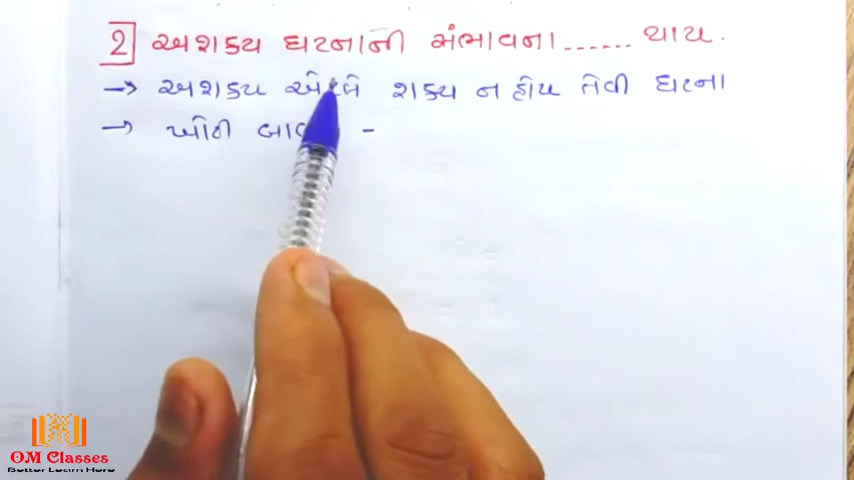 2 અશક્ય ઘટનાની સંભાવના ...... થાય.
→ અશક્ય એટલે શક્ય ન હોય તેવી ઘટના
→ ખોટી -
OM Classes
Better Learn Here